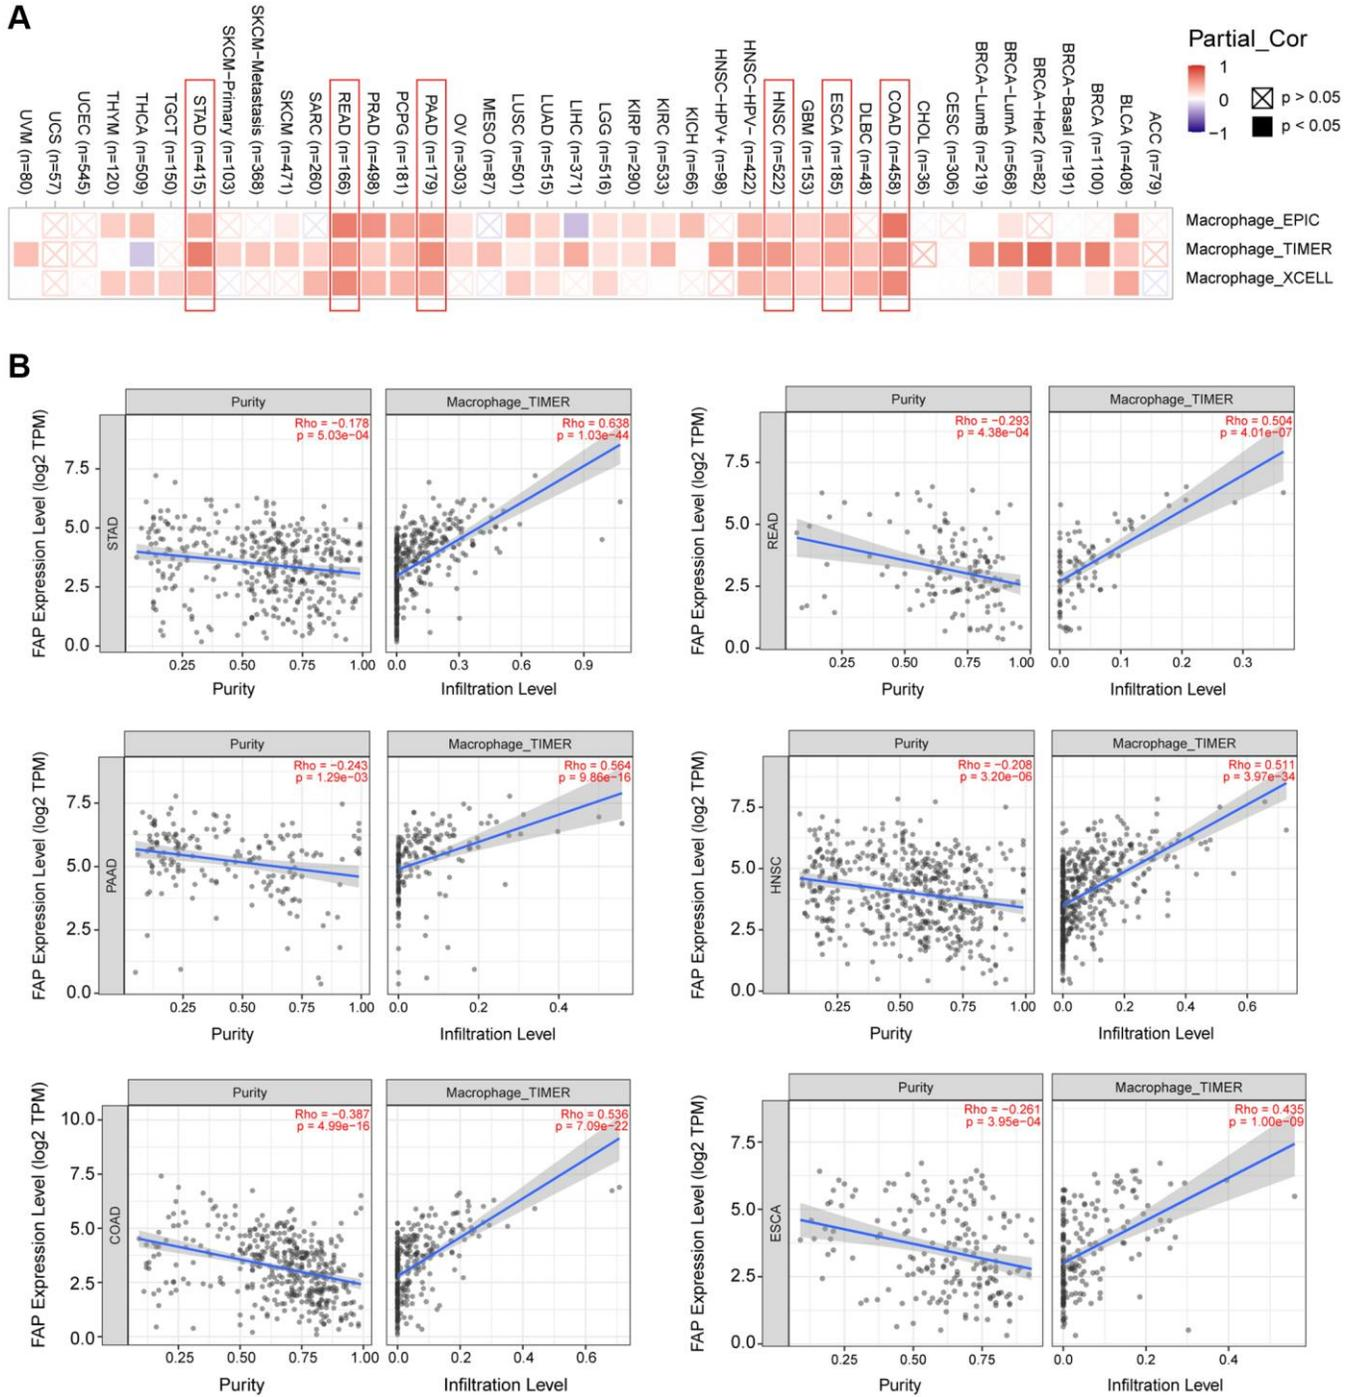 A
UVM (n=80)
UCS (n=57)
UCEC (n=545)
THYM (n=120)
THCA (n=509)
TGCT (n=150)
STAD (n=415)
SKCM−Primary (n=103)
SKCM−Metastasis (n=368)
SKCM (n=471)
SARC (n=260)
READ (n=166)
PRAD (n=498)
PCPG (n=181)
PAAD (n=179)
OV (n=303)
MESO (n=87)
LUSC (n=501)
LUAD (n=515)
LIHC (n=371)
LGG (n=516)
KIRP (n=290)
KIRC (n=533)
KICH (n=66)
HNSC−HPV+ (n=98)
HNSC−HPV− (n=422)
HNSC (n=522)
GBM (n=153)
ESCA (n=185)
DLBC (n=48)
COAD (n=458)
CHOL (n=36)
CESC (n=306)
BRCA−LumB (n=219)
BRCA−LumA (n=568)
BRCA−Her2 (n=82)
BRCA−Basal (n=191)
BRCA (n=1100)
BLCA (n=408)
ACC (n=79)
Partial_Cor
1
0
−1
p > 0.05
p < 0.05
Macrophage_EPIC
Macrophage_TIMER
Macrophage_XCELL
B
Purity
Macrophage_TIMER
Rho = −0.178
p = 5.03e−04
Rho = 0.638
p = 1.03e−44
FAP Expression Level (log2 TPM)
STAD
7.5
5.0
2.5
0.0
0.25 0.50 0.75 1.00
0.0 0.3 0.6 0.9
Purity
Infiltration Level
Purity
Macrophage_TIMER
Rho = −0.293
p = 4.38e−04
Rho = 0.504
p = 4.01e−07
FAP Expression Level (log2 TPM)
READ
7.5
5.0
2.5
0.0
0.25 0.50 0.75 1.00
0.0 0.1 0.2 0.3
Purity
Infiltration Level
Purity
Macrophage_TIMER
Rho = −0.243
p = 1.29e−03
Rho = 0.564
p = 9.86e−16
FAP Expression Level (log2 TPM)
PAAD
7.5
5.0
2.5
0.0
0.25 0.50 0.75 1.00
0.0 0.2 0.4
Purity
Infiltration Level
Purity
Macrophage_TIMER
Rho = −0.208
p = 3.20e−06
Rho = 0.511
p = 3.97e−34
FAP Expression Level (log2 TPM)
HNSC
7.5
5.0
2.5
0.0
0.25 0.50 0.75 1.00
0.0 0.2 0.4 0.6
Purity
Infiltration Level
Purity
Macrophage_TIMER
Rho = −0.387
p = 4.99e−16
Rho = 0.536
p = 7.09e−22
FAP Expression Level (log2 TPM)
COAD
10.0
7.5
5.0
2.5
0.0
0.25 0.50 0.75 1.00
0.0 0.2 0.4 0.6
Purity
Infiltration Level
Purity
Macrophage_TIMER
Rho = −0.261
p = 3.95e−04
Rho = 0.435
p = 1.00e−09
FAP Expression Level (log2 TPM)
ESCA
7.5
5.0
2.5
0.0
0.25 0.50 0.75
0.0 0.2 0.4
Purity
Infiltration Level